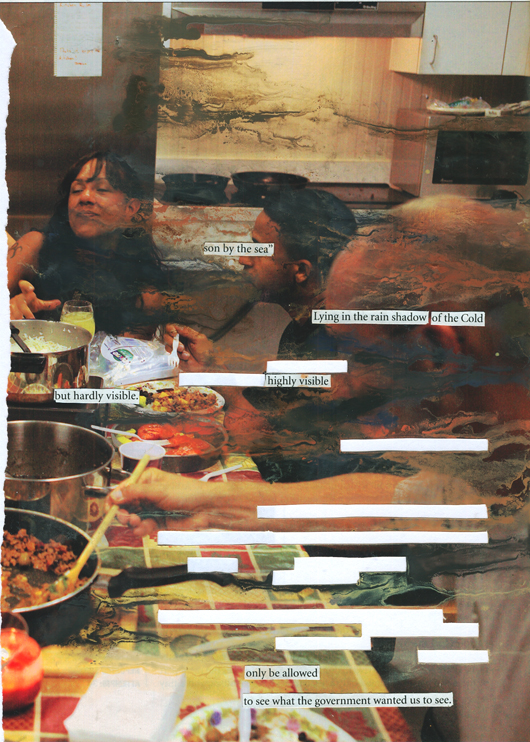 son by the sea”
Lying in the rain shadow of the Cold
highly visible
but hardly visible.
only be allowed
to see what the government wanted us to see.